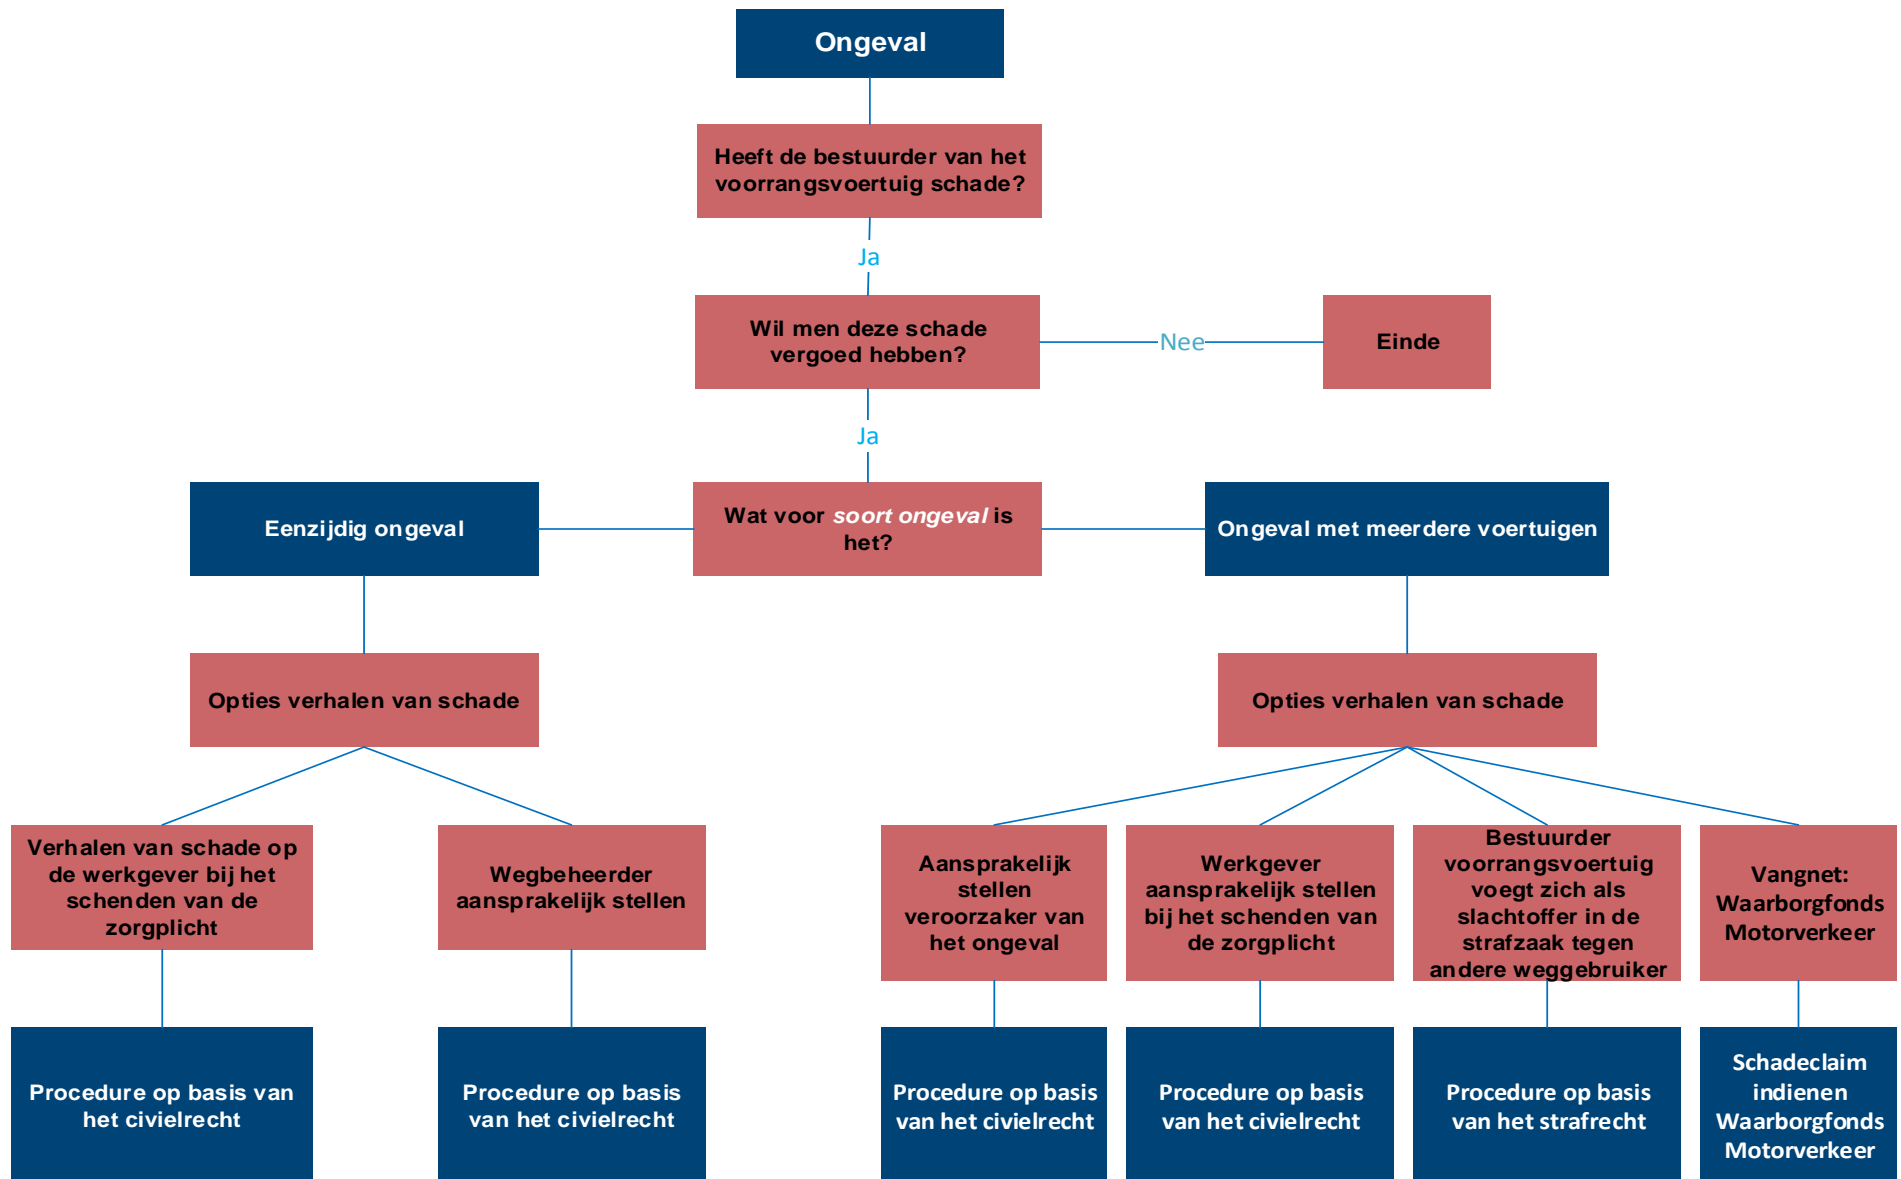 Ongeval
Heeft de bestuurder van het
voorrangsvoertuig schade?
Ja
Wil men deze schade
vergoed hebben?
Nee
Einde
Ja
Eenzijdig ongeval
Wat voor soort ongeval is
het?
Ongeval met meerdere voertuigen
Opties verhalen van schade
Opties verhalen van schade
Verhalen van schade op
de werkgever bij het
schenden van de
zorgplicht
Wegbeheerder
aansprakelijk stellen
Aansprakelijk
stellen
veroorzaker van
het ongeval
Werkgever
aansprakelijk stellen
bij het schenden van
de zorgplicht
Bestuurder
voorrangsvoertuig
voegt zich als
slachtoffer in de
strafzaak tegen
andere weggebruiker
Vangnet:
Waarborgfonds
Motorverkeer
Procedure op basis van
het civielrecht
Procedure op basis
van het civielrecht
Procedure op basis
van het civielrecht
Procedure op basis
van het civielrecht
Procedure op basis
van het strafrecht
Schadeclaim
indienen
Waarborgfonds
Motorverkeer